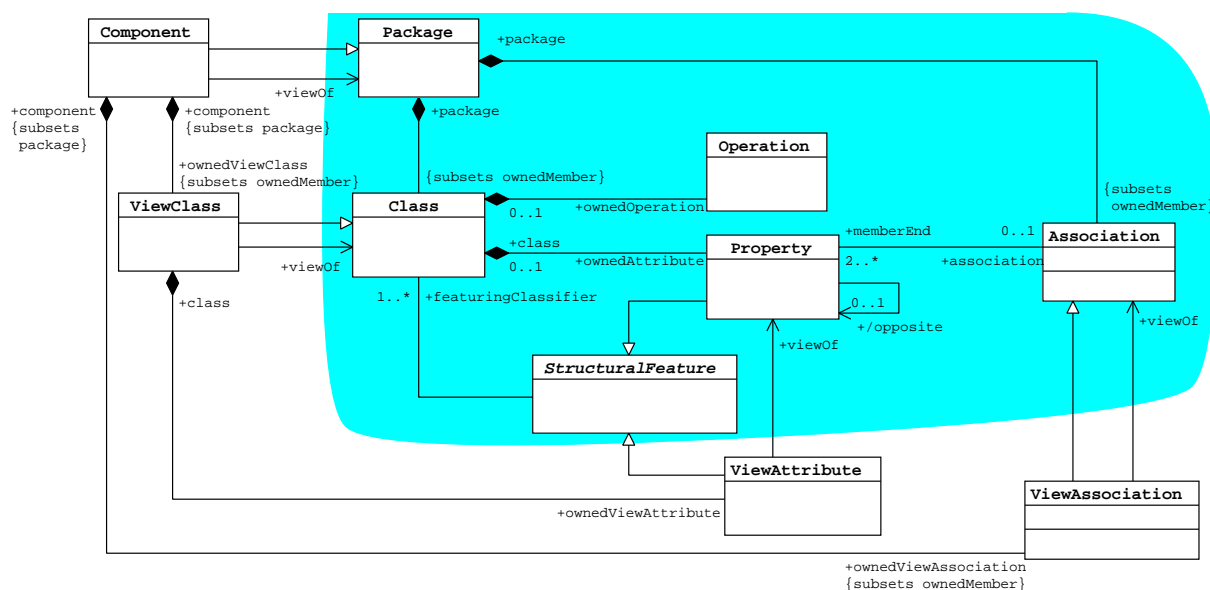 Component
Package
+package
+viewOf
+component
{subsets
package}
+component
{subsets package}
+package
Operation
+ownedViewClass
{subsets ownedMember}
{subsets ownedMember}
{subsets
ownedMember}
ViewClass
Class
0..1
+ownedOperation
+memberEnd
0..1
Association
+class
Property
+viewOf
0..1
+ownedAttribute
2..*
+association
+class
1..*
+featuringClassifier
0..1
+/opposite
+viewOf
+viewOf
StructuralFeature
ViewAttribute
ViewAssociation
+ownedViewAttribute
+ownedViewAssociation
{subsets ownedMember}